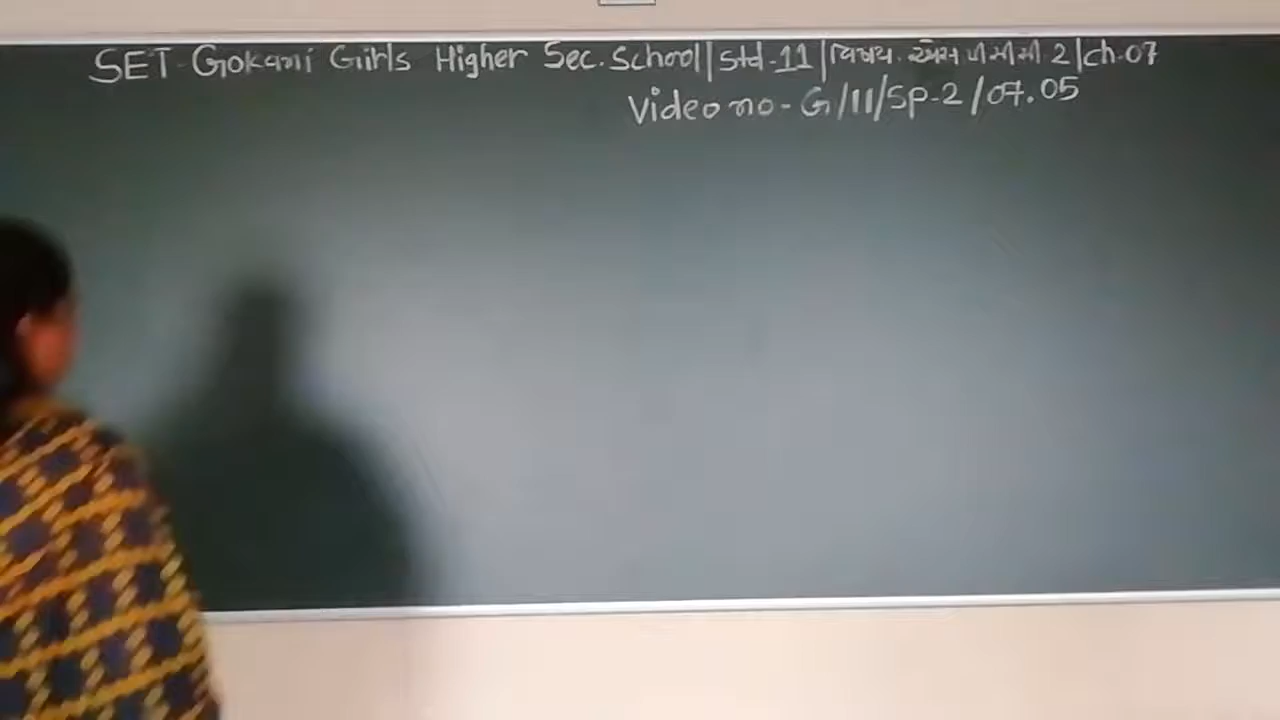 SET Gokani Girls Higher Sec. School | Std-11 | વિષય. એસ પી સી સી 2 | ch.07
Video no - G/11/SP-2/07.05